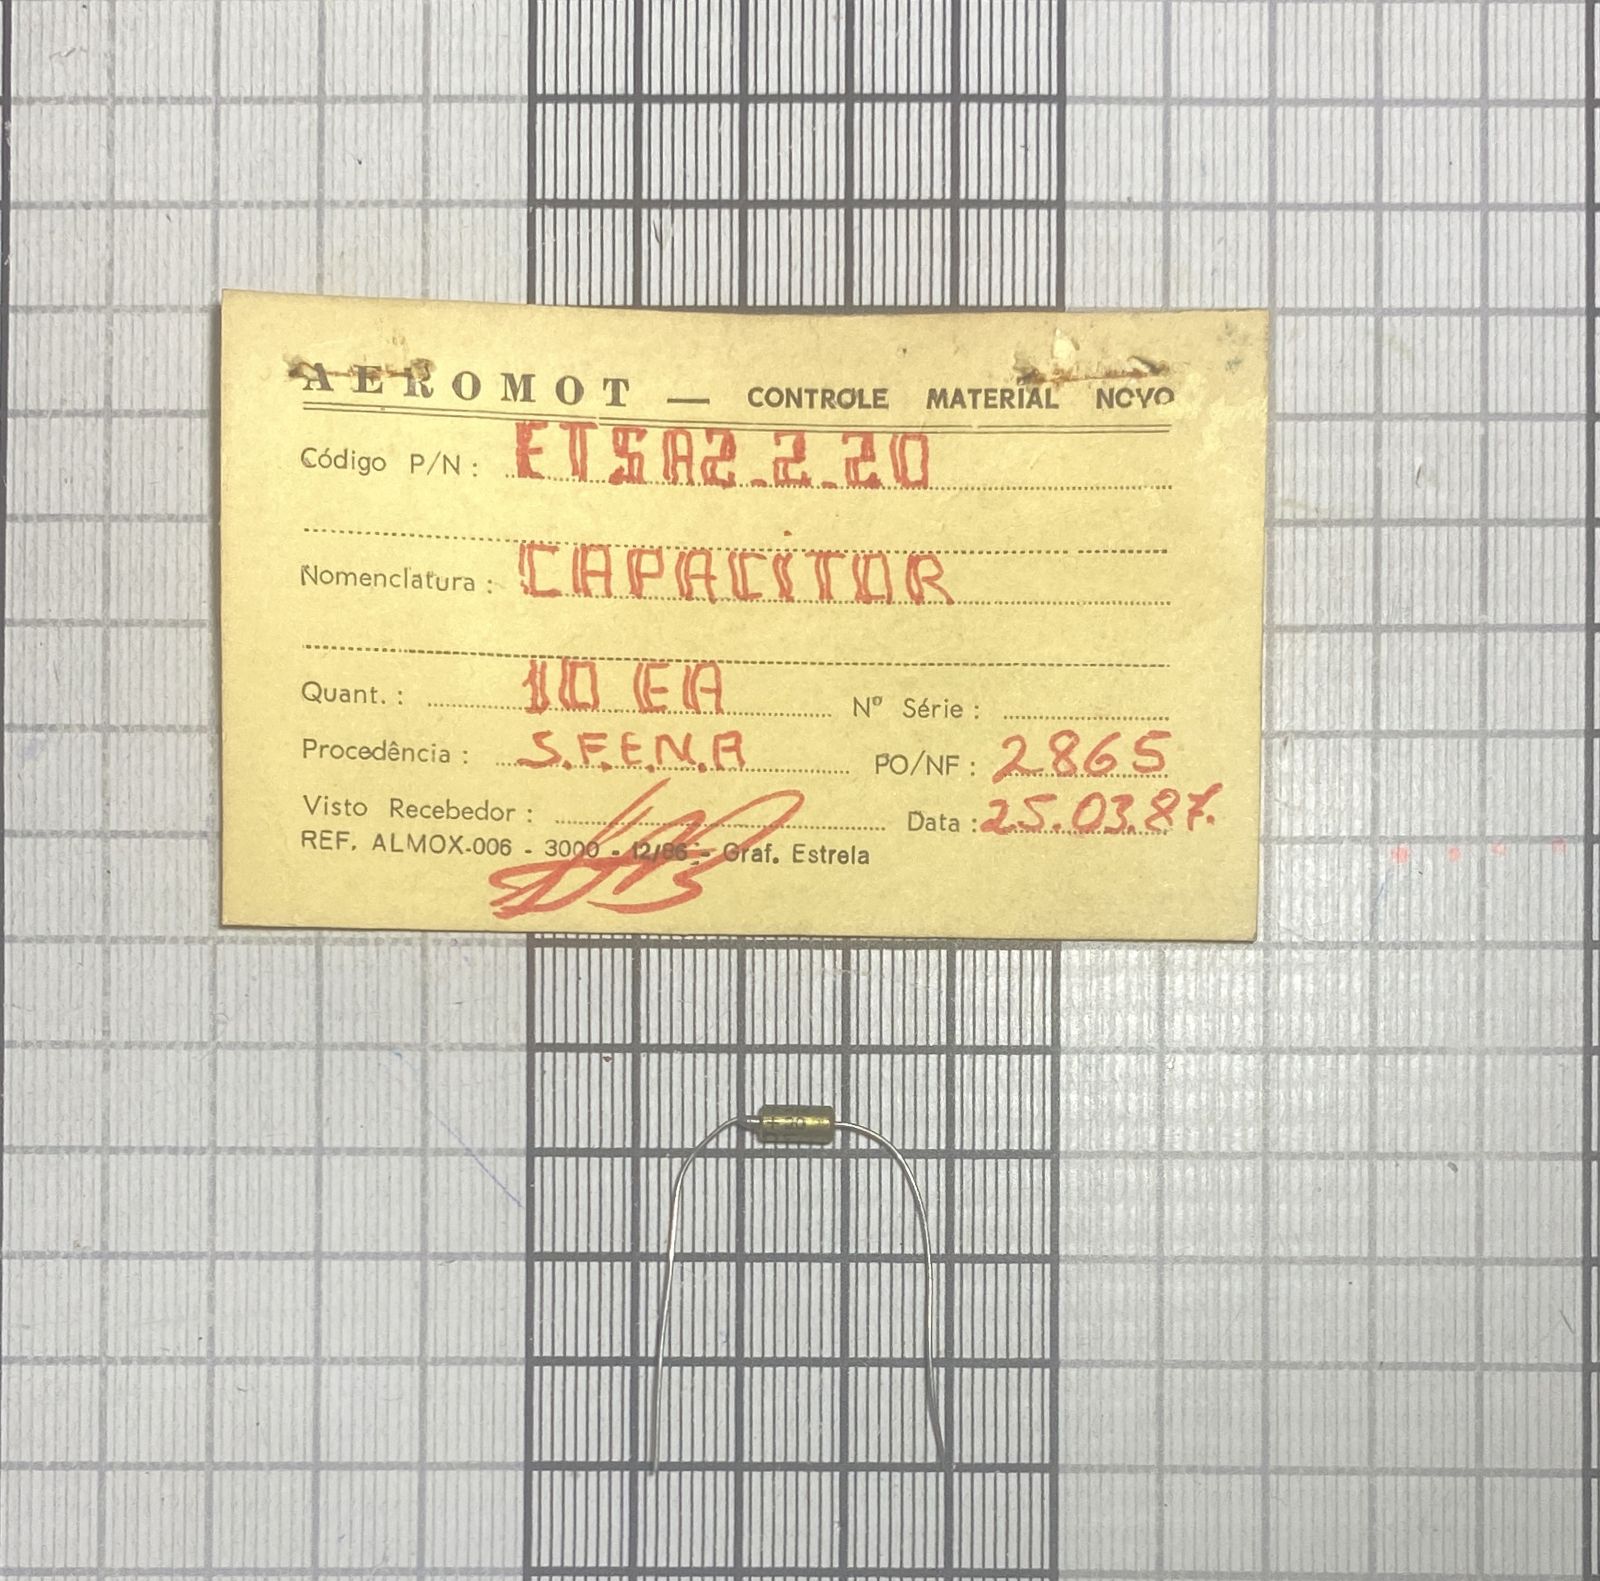 AEROMOT — CONTROLE MATERIAL NOVO
Código P/N: ETSA2.2.20
Nomenclatura: CAPACITOR
Quant.: 10 EA Nº Série:
Procedência: S.F.E.N.A PO/NF: 2865
Visto Recebedor: Data: 25.03.87.
REF. ALMOX-006 - 3000 - 12/86 - Graf. Estrela